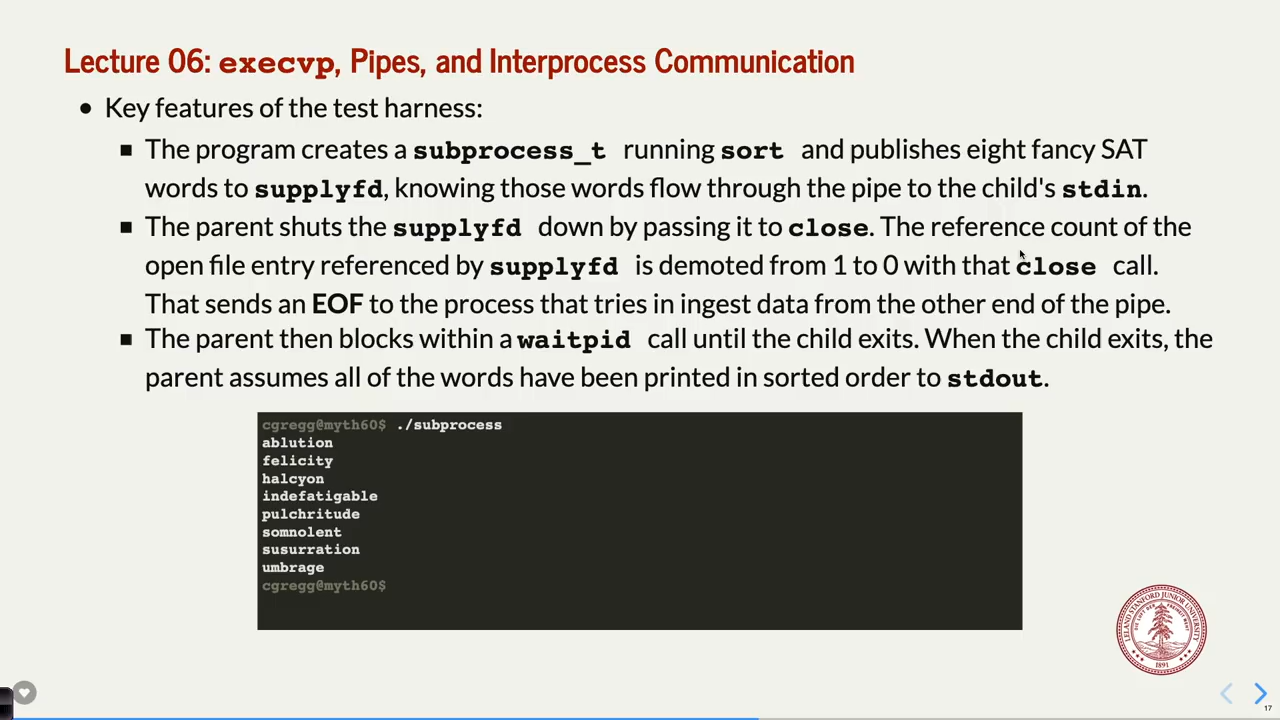 Lecture 06: execvp, Pipes, and Interprocess Communication
Key features of the test harness:
The program creates a subprocess_t running sort and publishes eight fancy SAT
words to supplyfd, knowing those words flow through the pipe to the child's stdin.
The parent shuts the supplyfd down by passing it to close. The reference count of the
open file entry referenced by supplyfd is demoted from 1 to 0 with that close call.
That sends an EOF to the process that tries in ingest data from the other end of the pipe.
The parent then blocks within a waitpid call until the child exits. When the child exits, the
parent assumes all of the words have been printed in sorted order to stdout.
cgregg@myth60$ ./subprocess
ablution
felicity
halcyon
indefatigable
pulchritude
somnolent
susurration
umbrage
cgregg@myth60$
LELAND STANFORD JUNIOR UNIVERSITY
1891
17